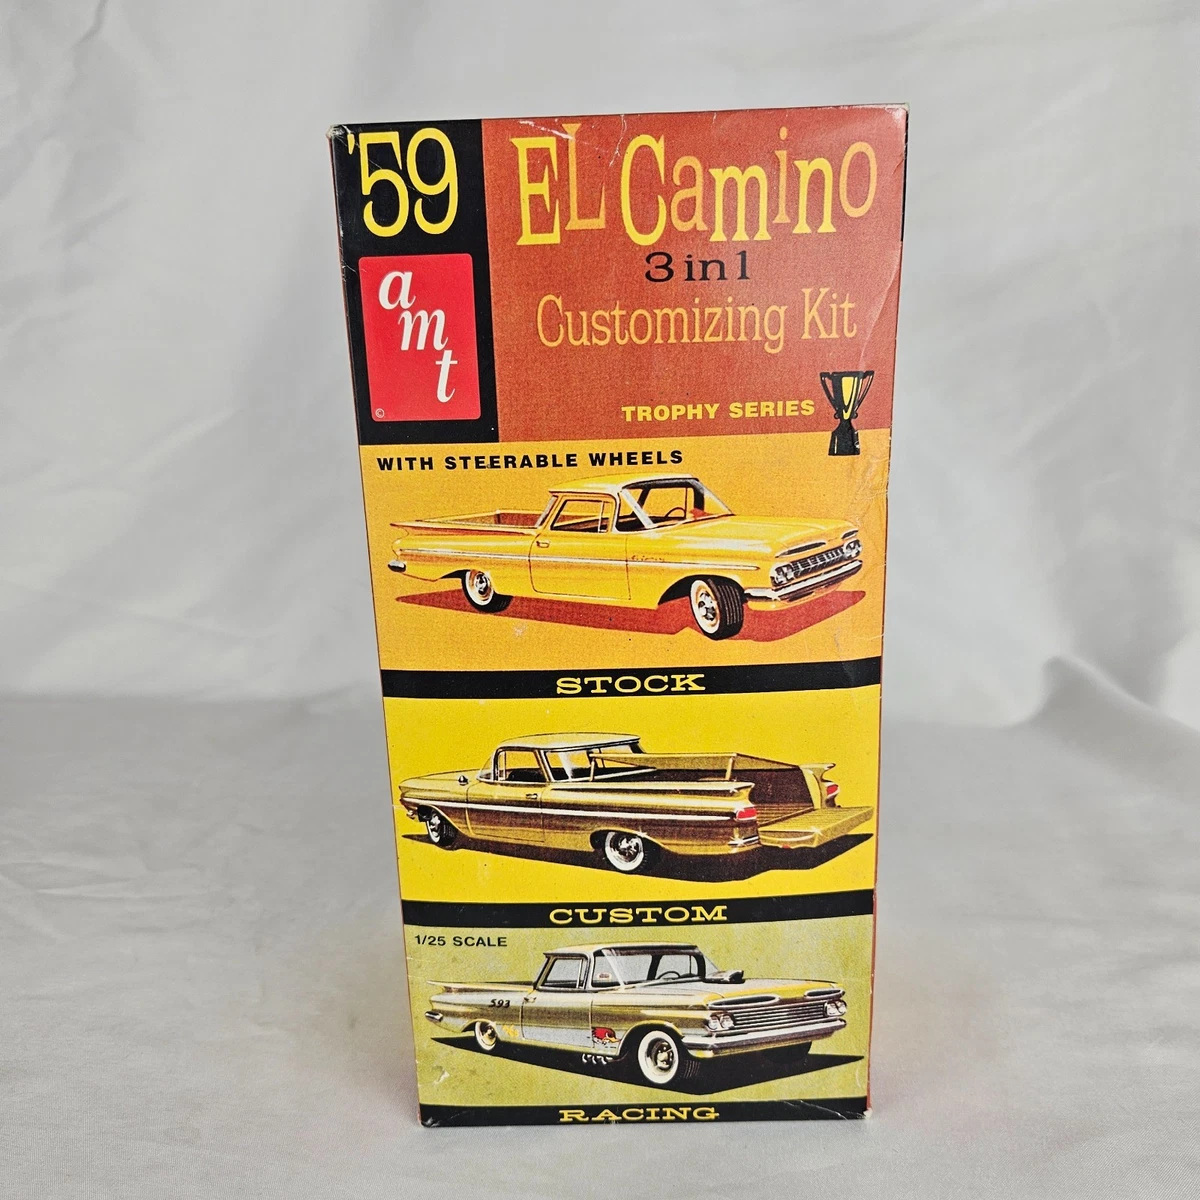 '59
EL Camino
3 in 1
Customizing Kit
amt
©
TROPHY SERIES
WITH STEERABLE WHEELS
STOCK
CUSTOM
1/25 SCALE
593
RACING